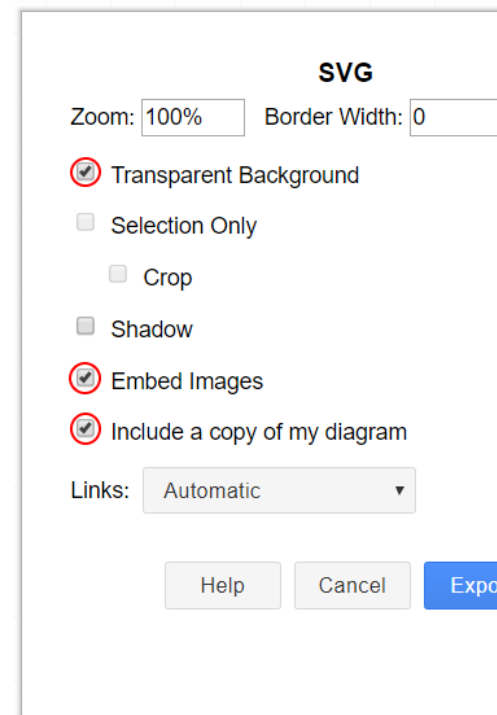 SVG
Zoom: 100% Border Width: 0
Transparent Background
Selection Only
Crop
Shadow
Embed Images
Include a copy of my diagram
Links: Automatic
Help Cancel Expo